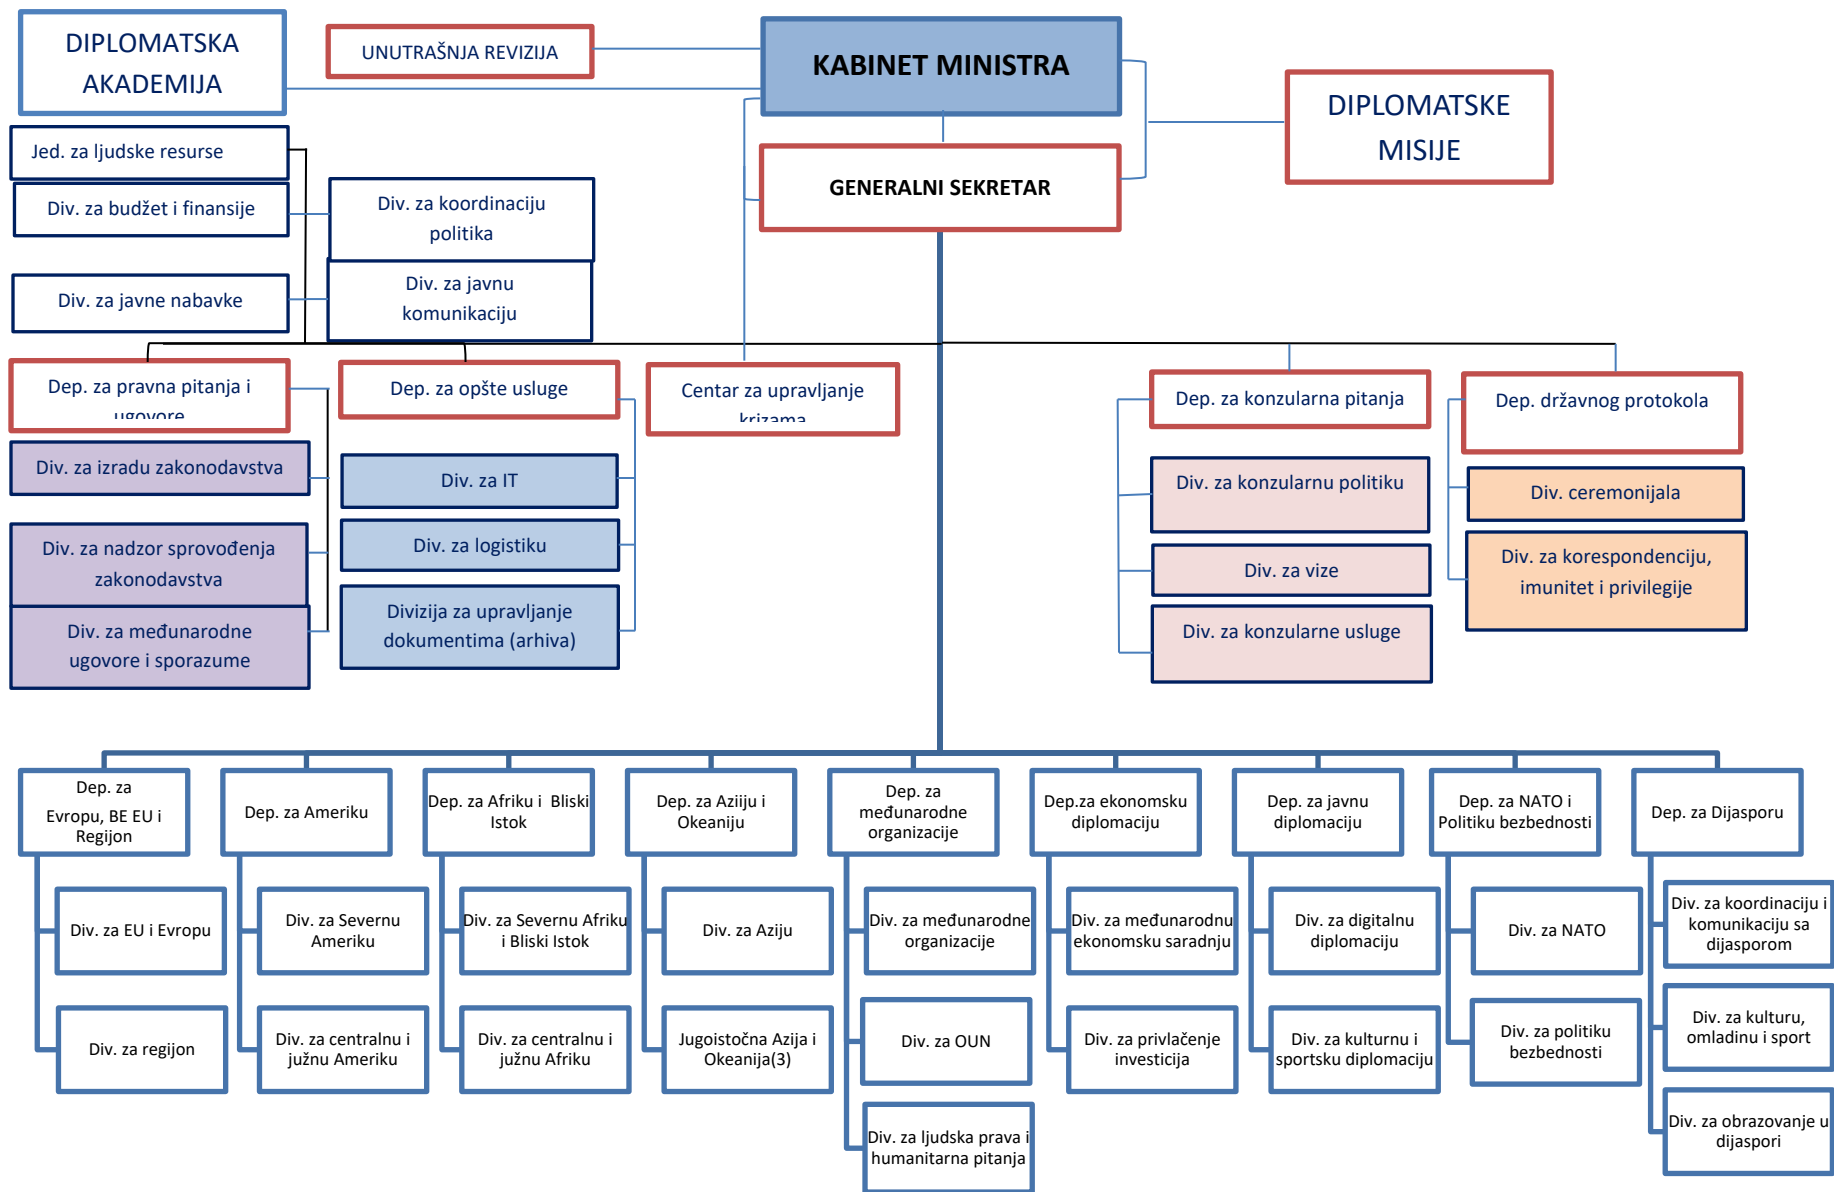 DIPLOMATSKA
AKADEMIJA
UNUTRAŠNJA REVIZIJA
KABINET MINISTRA
DIPLOMATSKE
MISIJE
GENERALNI SEKRETAR
Jed. za ljudske resurse
Div. za budžet i finansije
Div. za koordinaciju
politika
Div. za javne nabavke
Div. za javnu
komunikaciju
Dep. za pravna pitanja i
ugovore
Dep. za opšte usluge
Centar za upravljanje
krizama
Dep. za konzularna pitanja
Dep. državnog protokola
Div. za izradu zakonodavstva
Div. za nadzor sprovođenja
zakonodavstva
Div. za međunarodne
ugovore i sporazume
Div. za IT
Div. za logistiku
Divizija za upravljanje
dokumentima (arhiva)
Div. za konzularnu politiku
Div. za vize
Div. za konzularne usluge
Div. ceremonijala
Div. za korespondenciju,
imunitet i privilegije
Dep. za
Evropu, BE EU i
Regijon
Div. za EU i Evropu
Div. za regijon
Dep. za Ameriku
Div. za Severnu
Ameriku
Div. za centralnu i
južnu Ameriku
Dep. za Afriku i Bliski
Istok
Div. za Severnu Afriku
i Bliski Istok
Div. za centralnu i
južnu Afriku
Dep. za Aziiju i
Okeaniju
Div. za Aziju
Jugoistočna Azija i
Okeanija(3)
Dep. za
međunarodne
organizacije
Div. za međunarodne
organizacije
Div. za OUN
Div. za ljudska prava i
humanitarna pitanja
Dep.za ekonomsku
diplomaciju
Div. za međunarodnu
ekonomsku saradnju
Div. za privlačenje
investicija
Dep. za javnu
diplomaciju
Div. za digitalnu
diplomaciju
Div. za kulturnu i
sportsku diplomaciju
Dep. za NATO i
Politiku bezbednosti
Div. za NATO
Div. za politiku
bezbednosti
Dep. za Dijasporu
Div. za koordinaciju i
komunikaciju sa
dijasporom
Div. za kulturu,
omladinu i sport
Div. za obrazovanje u
dijaspori